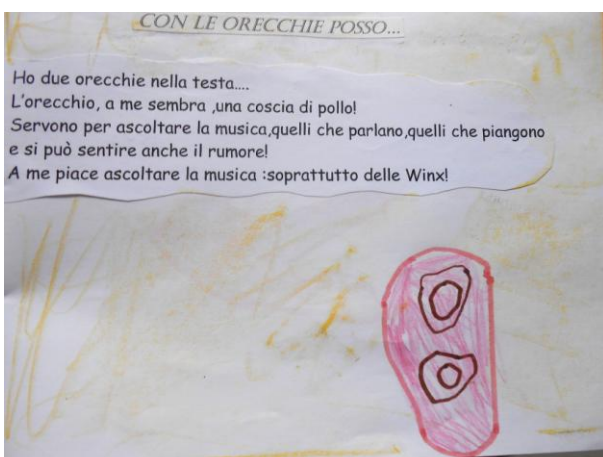 CON LE ORECCHIE POSSO...
Ho due orecchie nella testa....
L'orecchio, a me sembra ,una coscia di pollo!
Servono per ascoltare la musica,quelli che parlano,quelli che piangono
e si può sentire anche il rumore!
A me piace ascoltare la musica :soprattutto delle Winx!